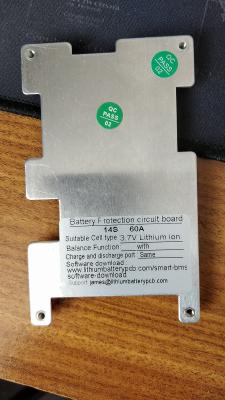 QC
PASS
02
QC
PASS
02
Battery Protection circuit board
14S 60A
Suitable Cell type 3.7V Lithium ion
Balance Function: with
Charge and discharge port: Same
Software download
www.lithiumbatterypcb.com/smart-bms
software-download
Support: james@lithiumbatterypcb.com